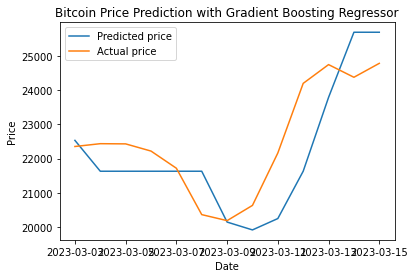 Bitcoin Price Prediction with Gradient Boosting Regressor
Predicted price
Actual price
25000
24000
23000
22000
21000
20000
Price
2023-03-03
2023-03-05
2023-03-07
2023-03-09
2023-03-11
2023-03-13
2023-03-15
Date